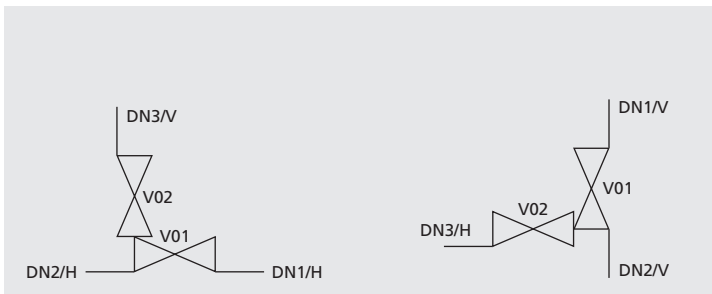 DN3/V
V02
V01
DN2/H
DN1/H
DN1/V
V01
V02
DN3/H
DN2/V